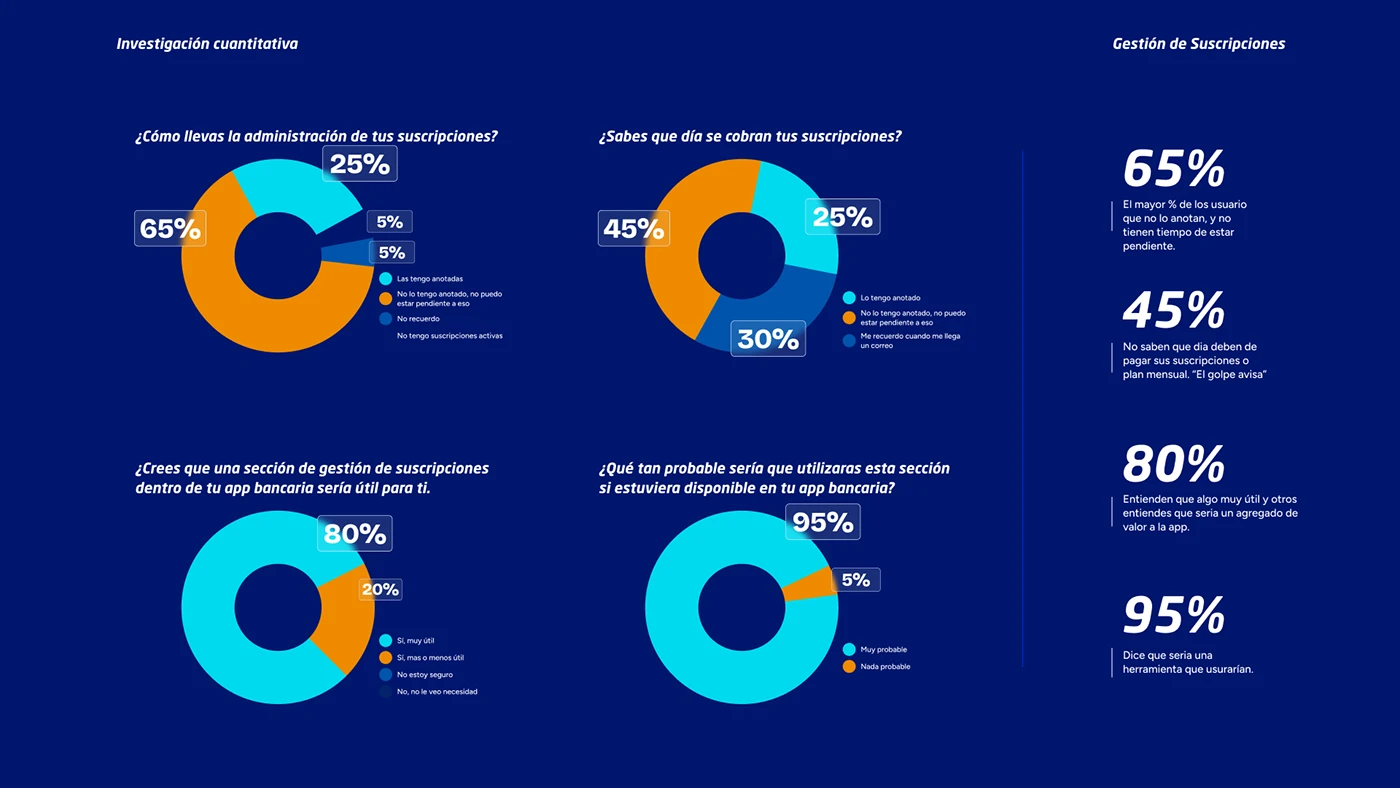 Investigación cuantitativa
Gestión de Suscripciones
¿Cómo llevas la administración de tus suscripciones?
25%
65%
5%
5%
Las tengo anotadas
No lo tengo anotado, no puedo
estar pendiente a eso
No recuerdo
No tengo suscripciones activas
¿Sabes que día se cobran tus suscripciones?
25%
45%
30%
Lo tengo anotado
No lo tengo anotado, no puedo
estar pendiente a eso
Me recuerdo cuando me llega
un correo
¿Crees que una sección de gestión de suscripciones
dentro de tu app bancaria sería útil para ti.
80%
20%
Sí, muy útil
Sí, mas o menos útil
No estoy seguro
No, no le veo necesidad
¿Qué tan probable sería que utilizaras esta sección
si estuviera disponible en tu app bancaria?
95%
5%
Muy probable
Nada probable
65%
El mayor % de los usuario
que no lo anotan, y no
tienen tiempo de estar
pendiente.
45%
No saben que dia deben de
pagar sus suscripciones o
plan mensual. “El golpe avisa”
80%
Entienden que algo muy útil y otros
entiendes que seria un agregado de
valor a la app.
95%
Dice que seria una
herramienta que usurarían.